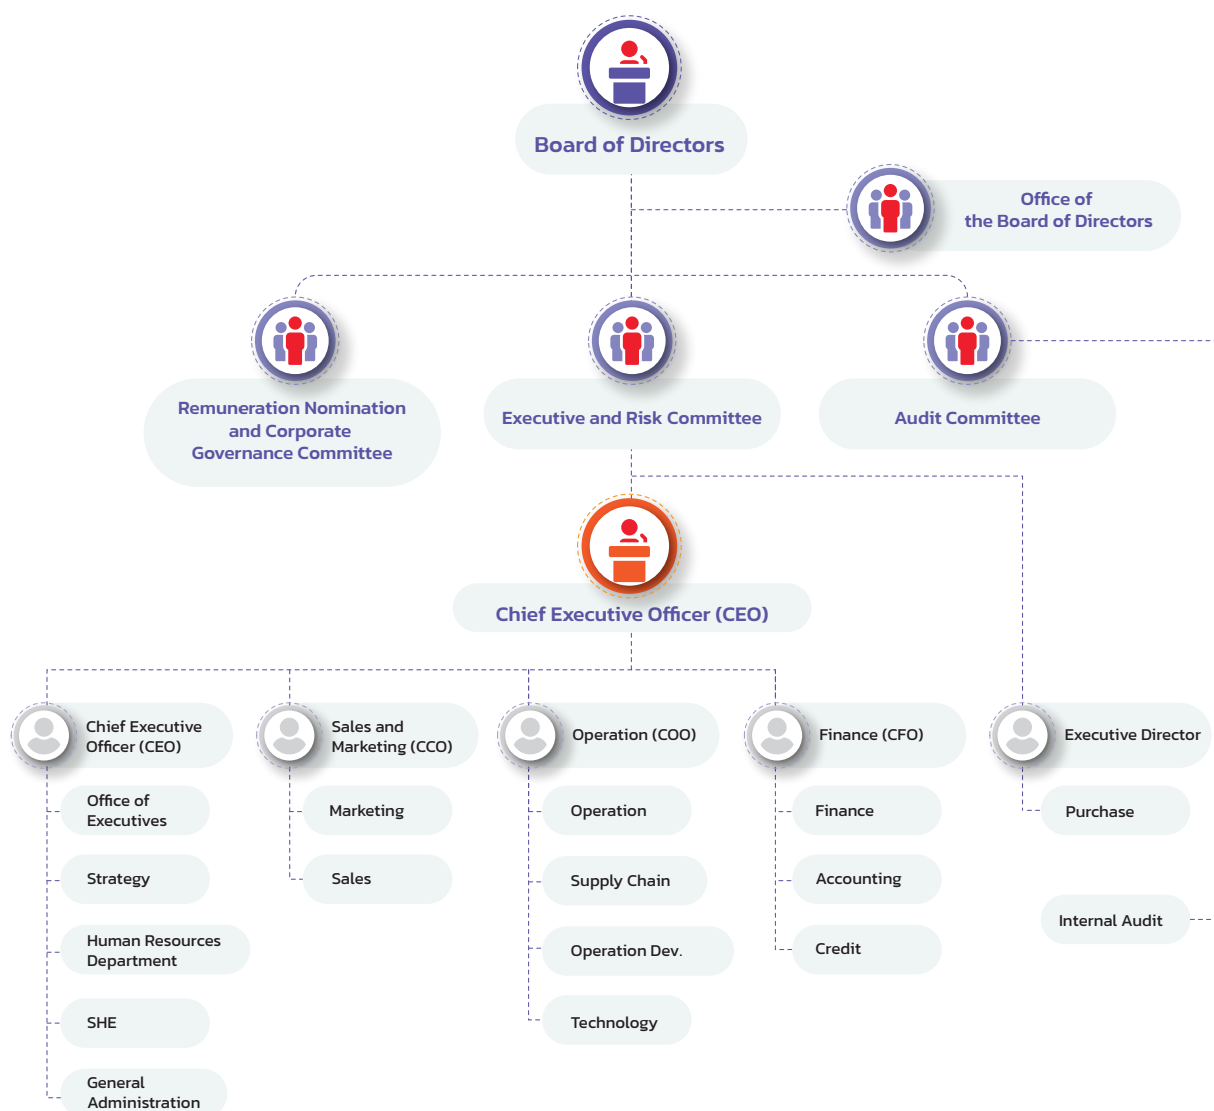 Board of Directors
Office of
the Board of Directors
Remuneration Nomination
and Corporate
Governance Committee
Executive and Risk Committee
Audit Committee
Chief Executive Officer (CEO)
Chief Executive
Officer (CEO)
Office of
Executives
Strategy
Human Resources
Department
SHE
General
Administration
Sales and
Marketing (CCO)
Marketing
Sales
Operation (COO)
Operation
Supply Chain
Operation Dev.
Technology
Finance (CFO)
Finance
Accounting
Credit
Executive Director
Purchase
Internal Audit